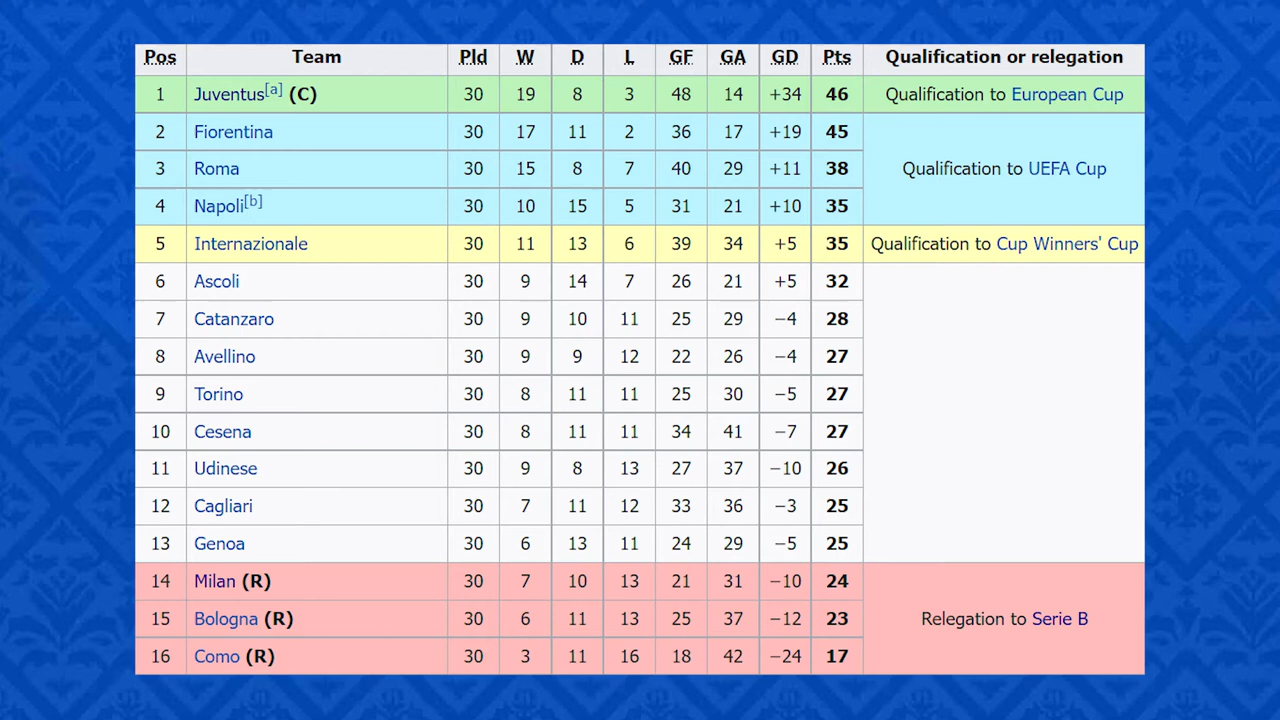 Pos Team Pld W D L GF GA GD Pts Qualification or relegation
1 Juventus[a] (C) 30 19 8 3 48 14 +34 46 Qualification to European Cup
2 Fiorentina 30 17 11 2 36 17 +19 45
3 Roma 30 15 8 7 40 29 +11 38 Qualification to UEFA Cup
4 Napoli[b] 30 10 15 5 31 21 +10 35
5 Internazionale 30 11 13 6 39 34 +5 35 Qualification to Cup Winners' Cup
6 Ascoli 30 9 14 7 26 21 +5 32
7 Catanzaro 30 9 10 11 25 29 −4 28
8 Avellino 30 9 9 12 22 26 −4 27
9 Torino 30 8 11 11 25 30 −5 27
10 Cesena 30 8 11 11 34 41 −7 27
11 Udinese 30 9 8 13 27 37 −10 26
12 Cagliari 30 7 11 12 33 36 −3 25
13 Genoa 30 6 13 11 24 29 −5 25
14 Milan (R) 30 7 10 13 21 31 −10 24
15 Bologna (R) 30 6 11 13 25 37 −12 23 Relegation to Serie B
16 Como (R) 30 3 11 16 18 42 −24 17